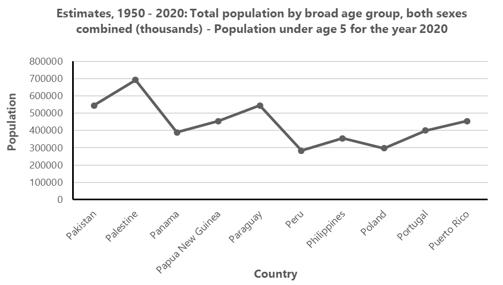 Estimates, 1950 - 2020: Total population by broad age group, both sexes
combined (thousands) - Population under age 5 for the year 2020
Population
800000
700000
600000
500000
400000
300000
200000
100000
0
Pakistan
Palestine
Panama
Papua New Guinea
Paraguay
Peru
Philippines
Poland
Portugal
Puerto Rico
Country